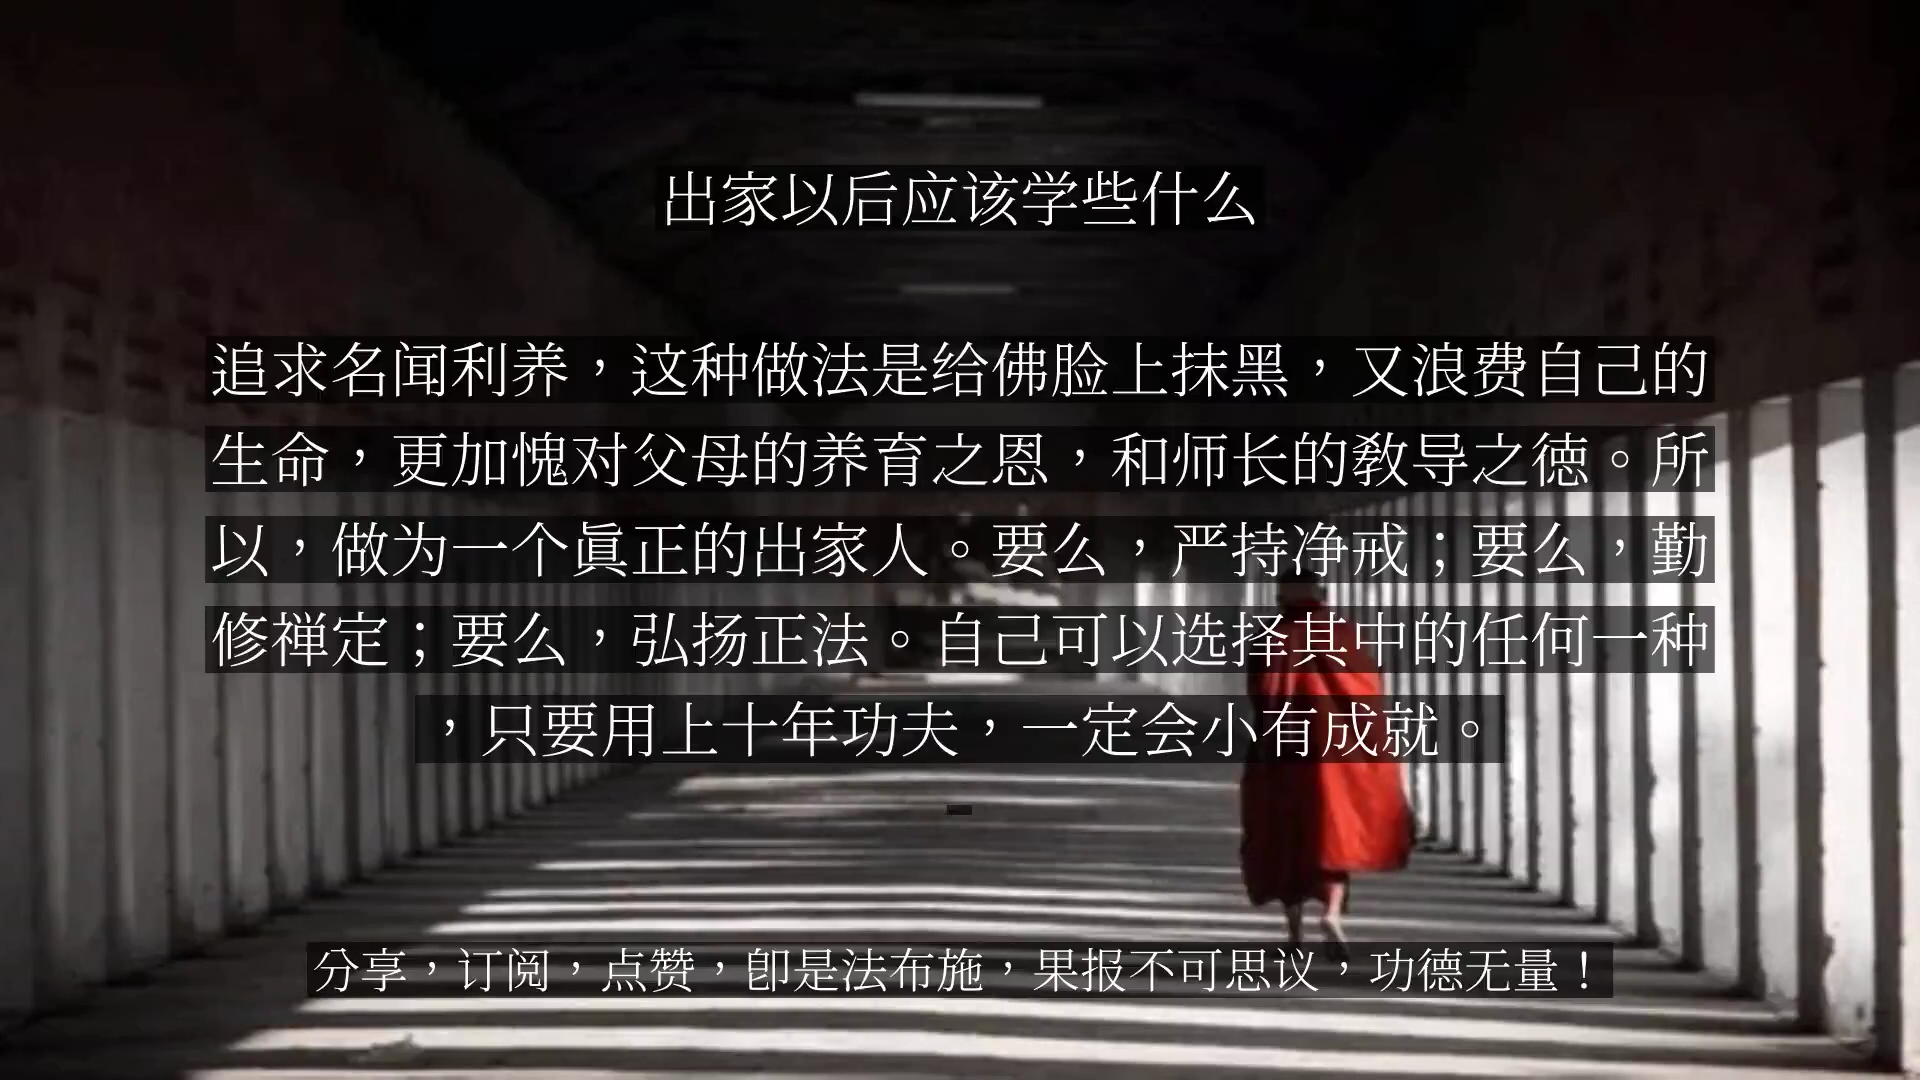 出家以后应该学些什么
追求名闻利养，这种做法是给佛脸上抹黑，又浪费自己的
生命，更加愧对父母的养育之恩，和师长的敎导之徳。所
以，做为一个眞正的出家人。要么，严持净戒；要么，勤
修禅定；要么，弘扬正法。自己可以选择其中的任何一种
，只要用上十年功夫，一定会小有成就。
分享，订阅，点赞，卽是法布施，果报不可思议，功德无量！